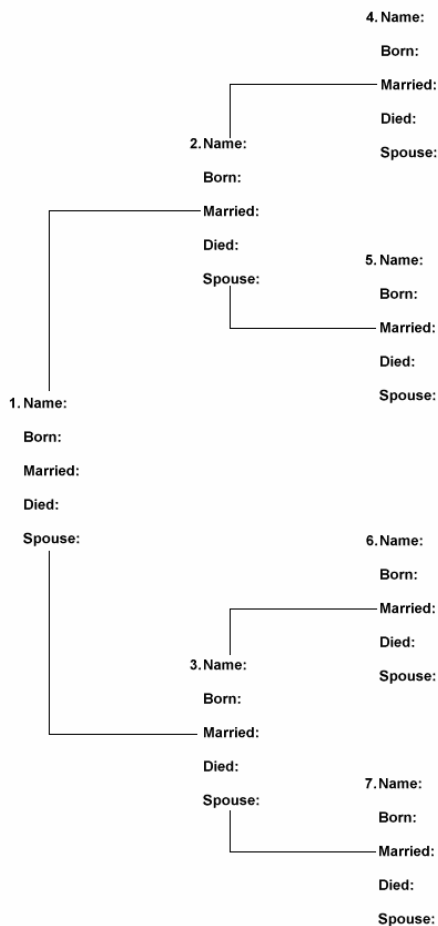 4. Name:
Born:
Married:
Died:
Spouse:
2. Name:
Born:
Married:
Died:
Spouse:
5. Name:
Born:
Married:
Died:
Spouse:
1. Name:
Born:
Married:
Died:
Spouse:
6. Name:
Born:
Married:
Died:
Spouse:
3. Name:
Born:
Married:
Died:
Spouse:
7. Name:
Born:
Married:
Died:
Spouse: